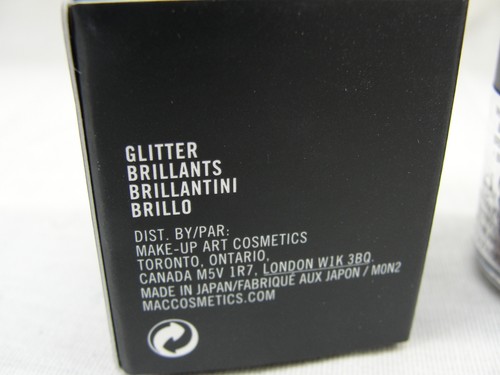 GLITTER
BRILLANTS
BRILLANTINI
BRILLO
DIST. BY/PAR:
MAKE-UP ART COSMETICS
TORONTO, ONTARIO,
CANADA M5V 1R7, LONDON W1K 3BQ.
MADE IN JAPAN/FABRIQUÉ AUX JAPON / M0N2
MACCOSMETICS.COM